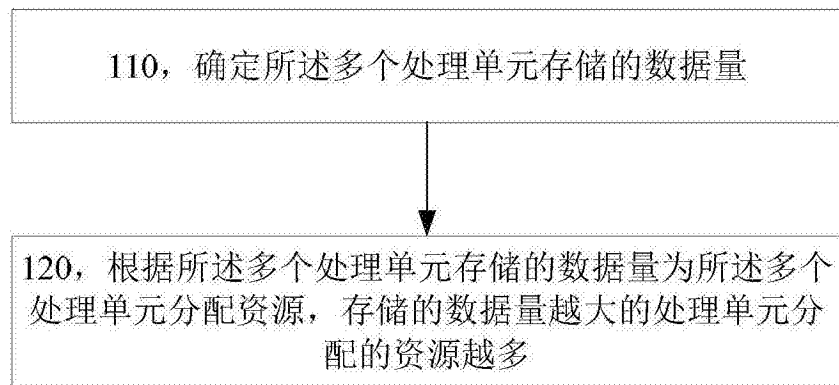 110，确定所述多个处理单元存储的数据量
120，根据所述多个处理单元存储的数据量为所述多个
处理单元分配资源，存储的数据量越大的处理单元分
配的资源越多